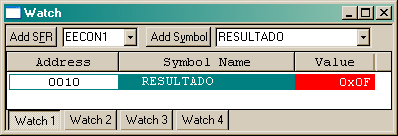 Watch
Add SFR EECON1 Add Symbol RESULTADO
Address Symbol Name Value
0010 RESULTADO 0x0F
Watch 1 Watch 2 Watch 3 Watch 4